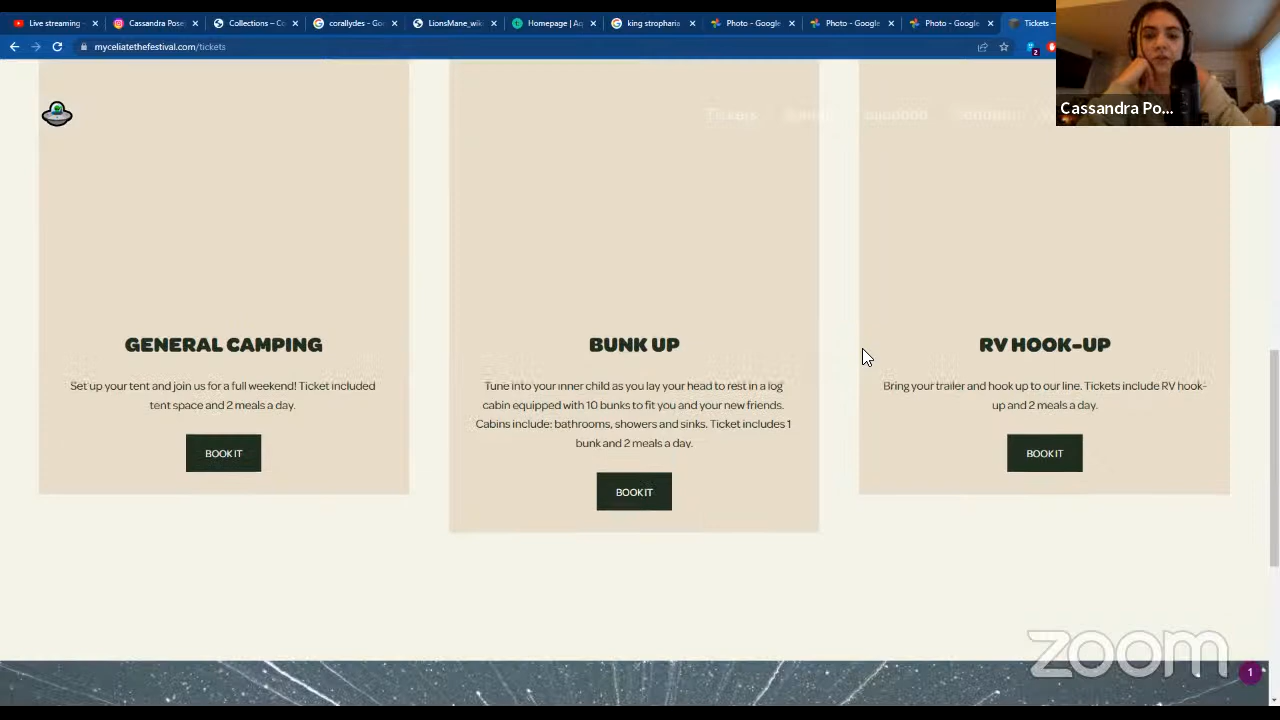 Live streaming -
Cassandra Pose
Collections – Co
corallydes - Goo
LionsMane_wiki
Homepage | Aq
king stropharia
Photo - Google
Photo - Google
Photo - Google
Tickets —
myceliatethefestival.com/tickets
2
Cassandra Po...
Tickets
GENERAL CAMPING
Set up your tent and join us for a full weekend! Ticket included
tent space and 2 meals a day.
BOOK IT
BUNK UP
Tune into your inner child as you lay your head to rest in a log
cabin equipped with 10 bunks to fit you and your new friends.
Cabins include: bathrooms, showers and sinks. Ticket includes 1
bunk and 2 meals a day.
BOOK IT
RV HOOK-UP
Bring your trailer and hook up to our line. Tickets include RV hook-
up and 2 meals a day.
BOOK IT
zoom
1